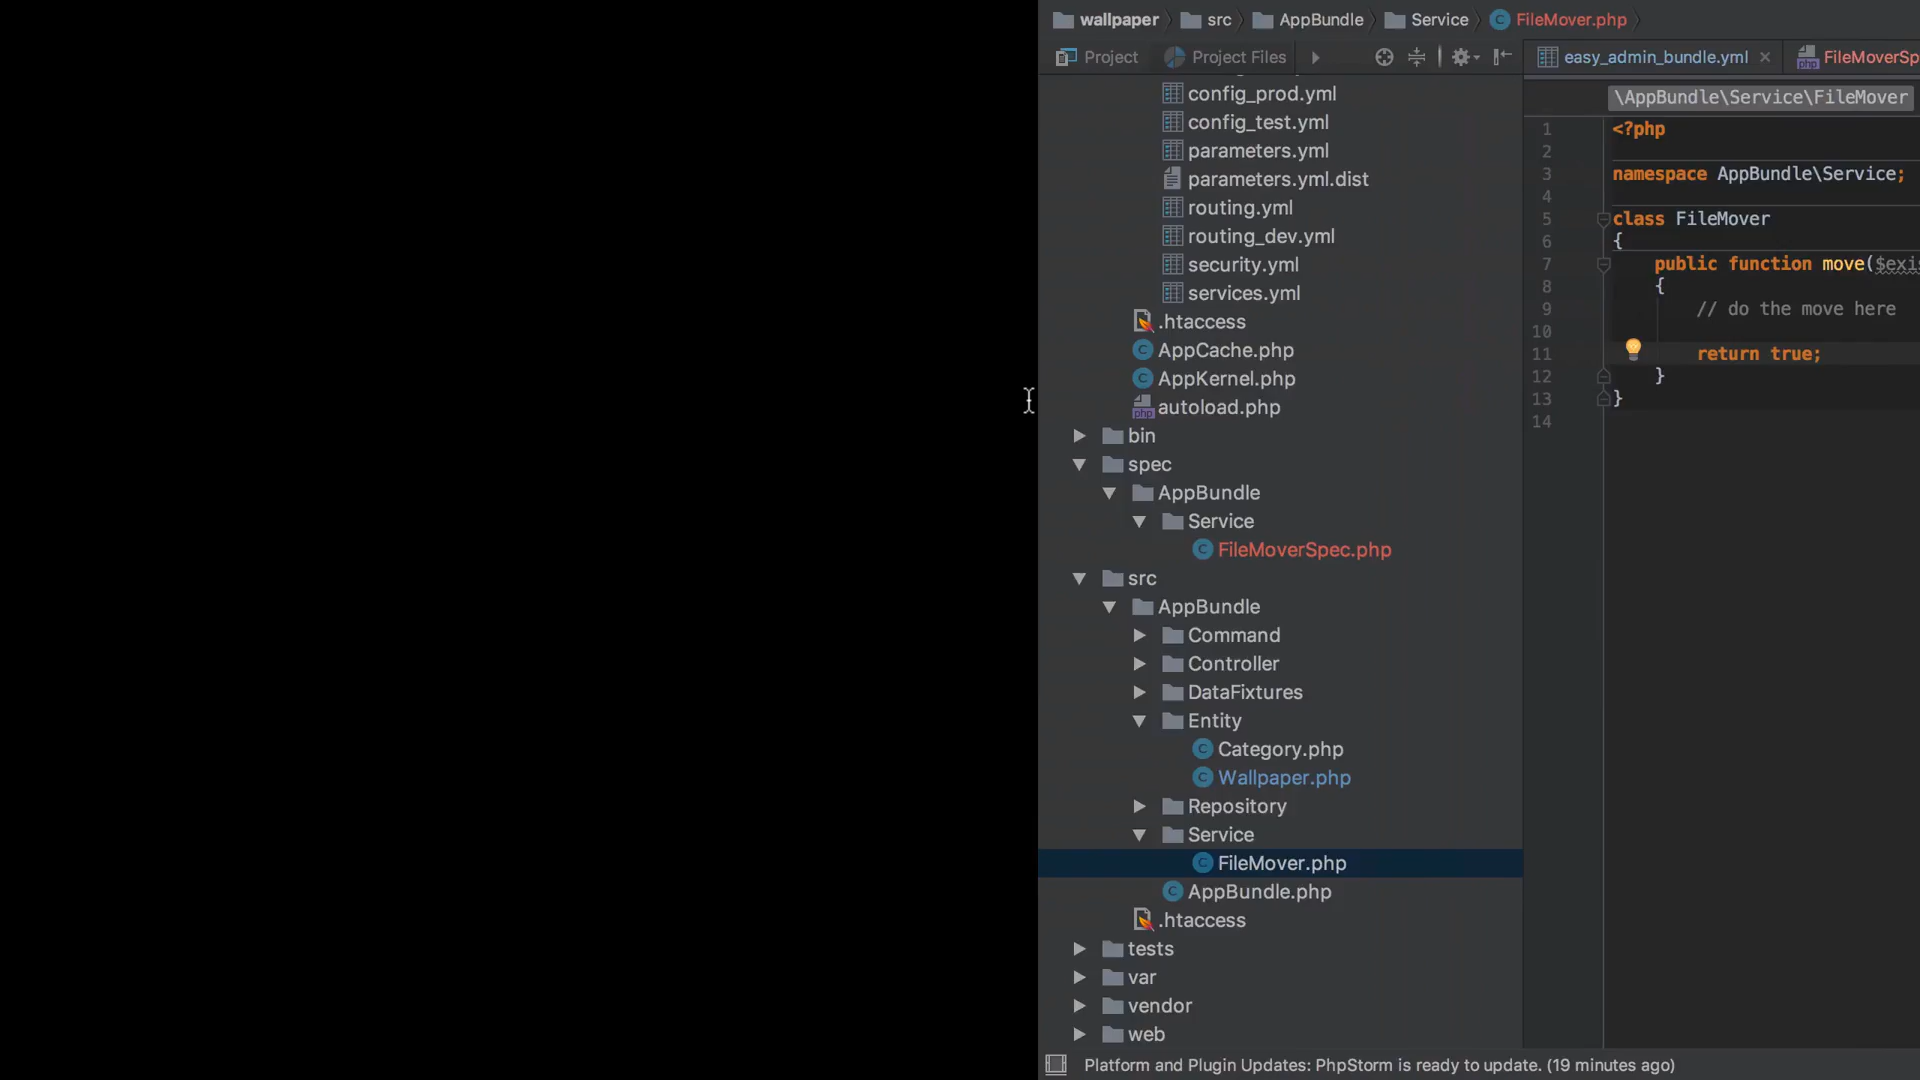 wallpaper src AppBundle Service FileMover.php
Project Project Files
easy_admin_bundle.yml FileMoverSp
config_prod.yml
config_test.yml
parameters.yml
parameters.yml.dist
routing.yml
routing_dev.yml
security.yml
services.yml
.htaccess
AppCache.php
AppKernel.php
autoload.php
bin
spec
AppBundle
Service
FileMoverSpec.php
src
AppBundle
Command
Controller
DataFixtures
Entity
Category.php
Wallpaper.php
Repository
Service
FileMover.php
AppBundle.php
.htaccess
tests
var
vendor
web
\AppBundle\Service\FileMover
1 <?php
2
3 namespace AppBundle\Service;
4
5 class FileMover
6 {
7 public function move($exis
8 {
9 // do the move here
10
11 return true;
12 }
13 }
14
Platform and Plugin Updates: PhpStorm is ready to update. (19 minutes ago)